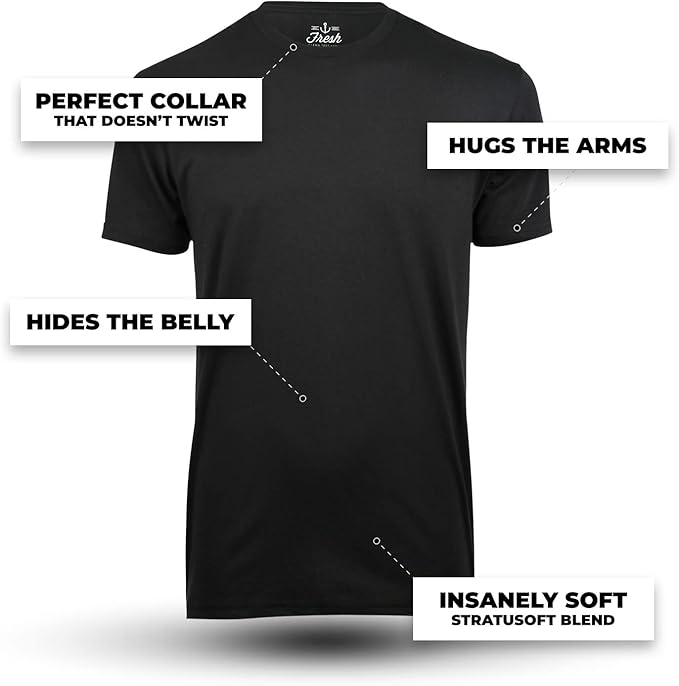 Fresh
PERFECT COLLAR
THAT DOESN'T TWIST
HUGS THE ARMS
HIDES THE BELLY
INSANELY SOFT
STRATUSOFT BLEND